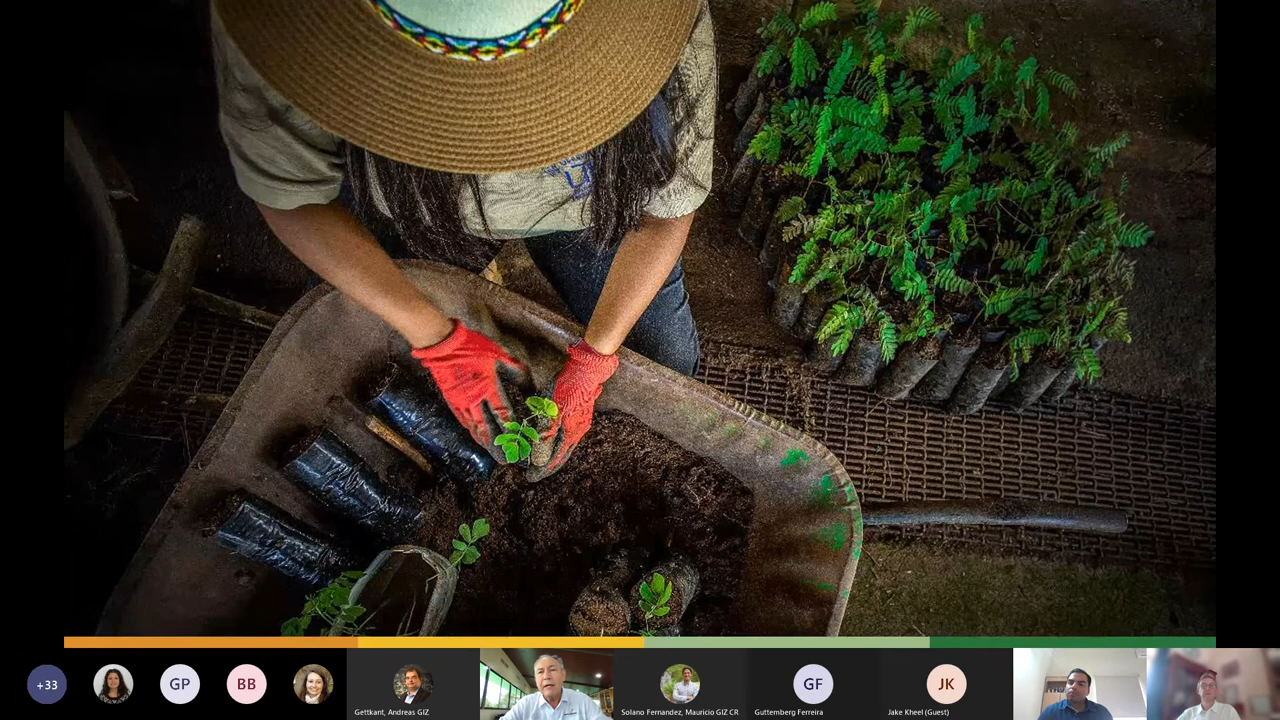 +33
GP
BB
Gettkant, Andreas GIZ
Solano Fernandez, Mauricio GIZ CR
GF
Guttemberg Ferreira
JK
Jake Kheel (Guest)